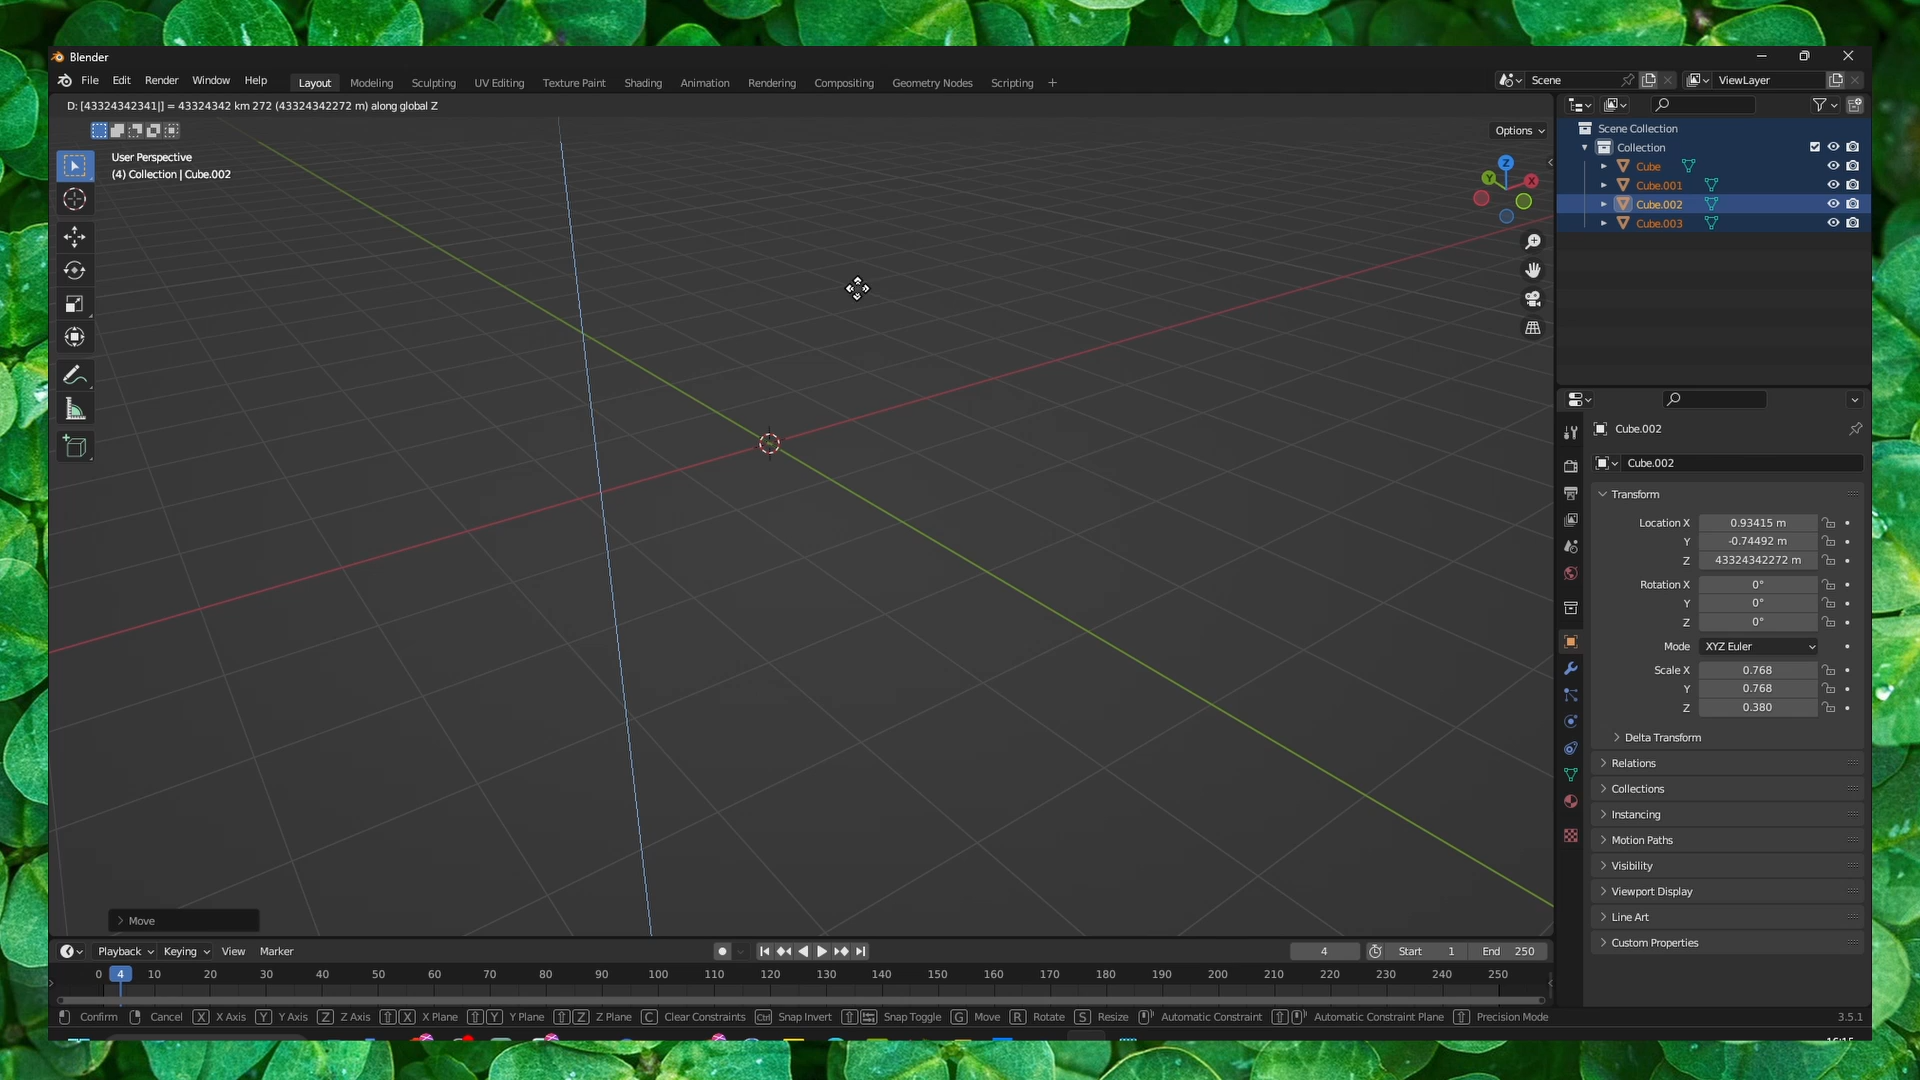 Blender
File Edit Render Window Help
Layout Modeling Sculpting UV Editing Texture Paint Shading Animation Rendering Compositing Geometry Nodes Scripting +
Scene
ViewLayer
D: [43324342341|] = 43324342 km 272 (43324342272 m) along global Z
Options
User Perspective
(4) Collection | Cube.002
Z
Y
X
Scene Collection
Collection
Cube
Cube.001
Cube.002
Cube.003
Cube.002
Cube.002
Transform
Location X 0.93415 m
Y -0.74492 m
Z 43324342272 m
Rotation X 0°
Y 0°
Z 0°
Mode XYZ Euler
Scale X 0.768
Y 0.768
Z 0.380
Delta Transform
Relations
Collections
Instancing
Motion Paths
Visibility
Viewport Display
Line Art
Custom Properties
Move
Playback Keying View Marker
4 Start 1 End 250
0 4 10 20 30 40 50 60 70 80 90 100 110 120 130 140 150 160 170 180 190 200 210 220 230 240 250
Confirm Cancel X X Axis Y Y Axis Z Z Axis X X Plane Y Y Plane Z Z Plane C Clear Constraints Ctrl Snap Invert Snap Toggle G Move R Rotate S Resize Automatic Constraint Automatic Constraint Plane Precision Mode 3.5.1